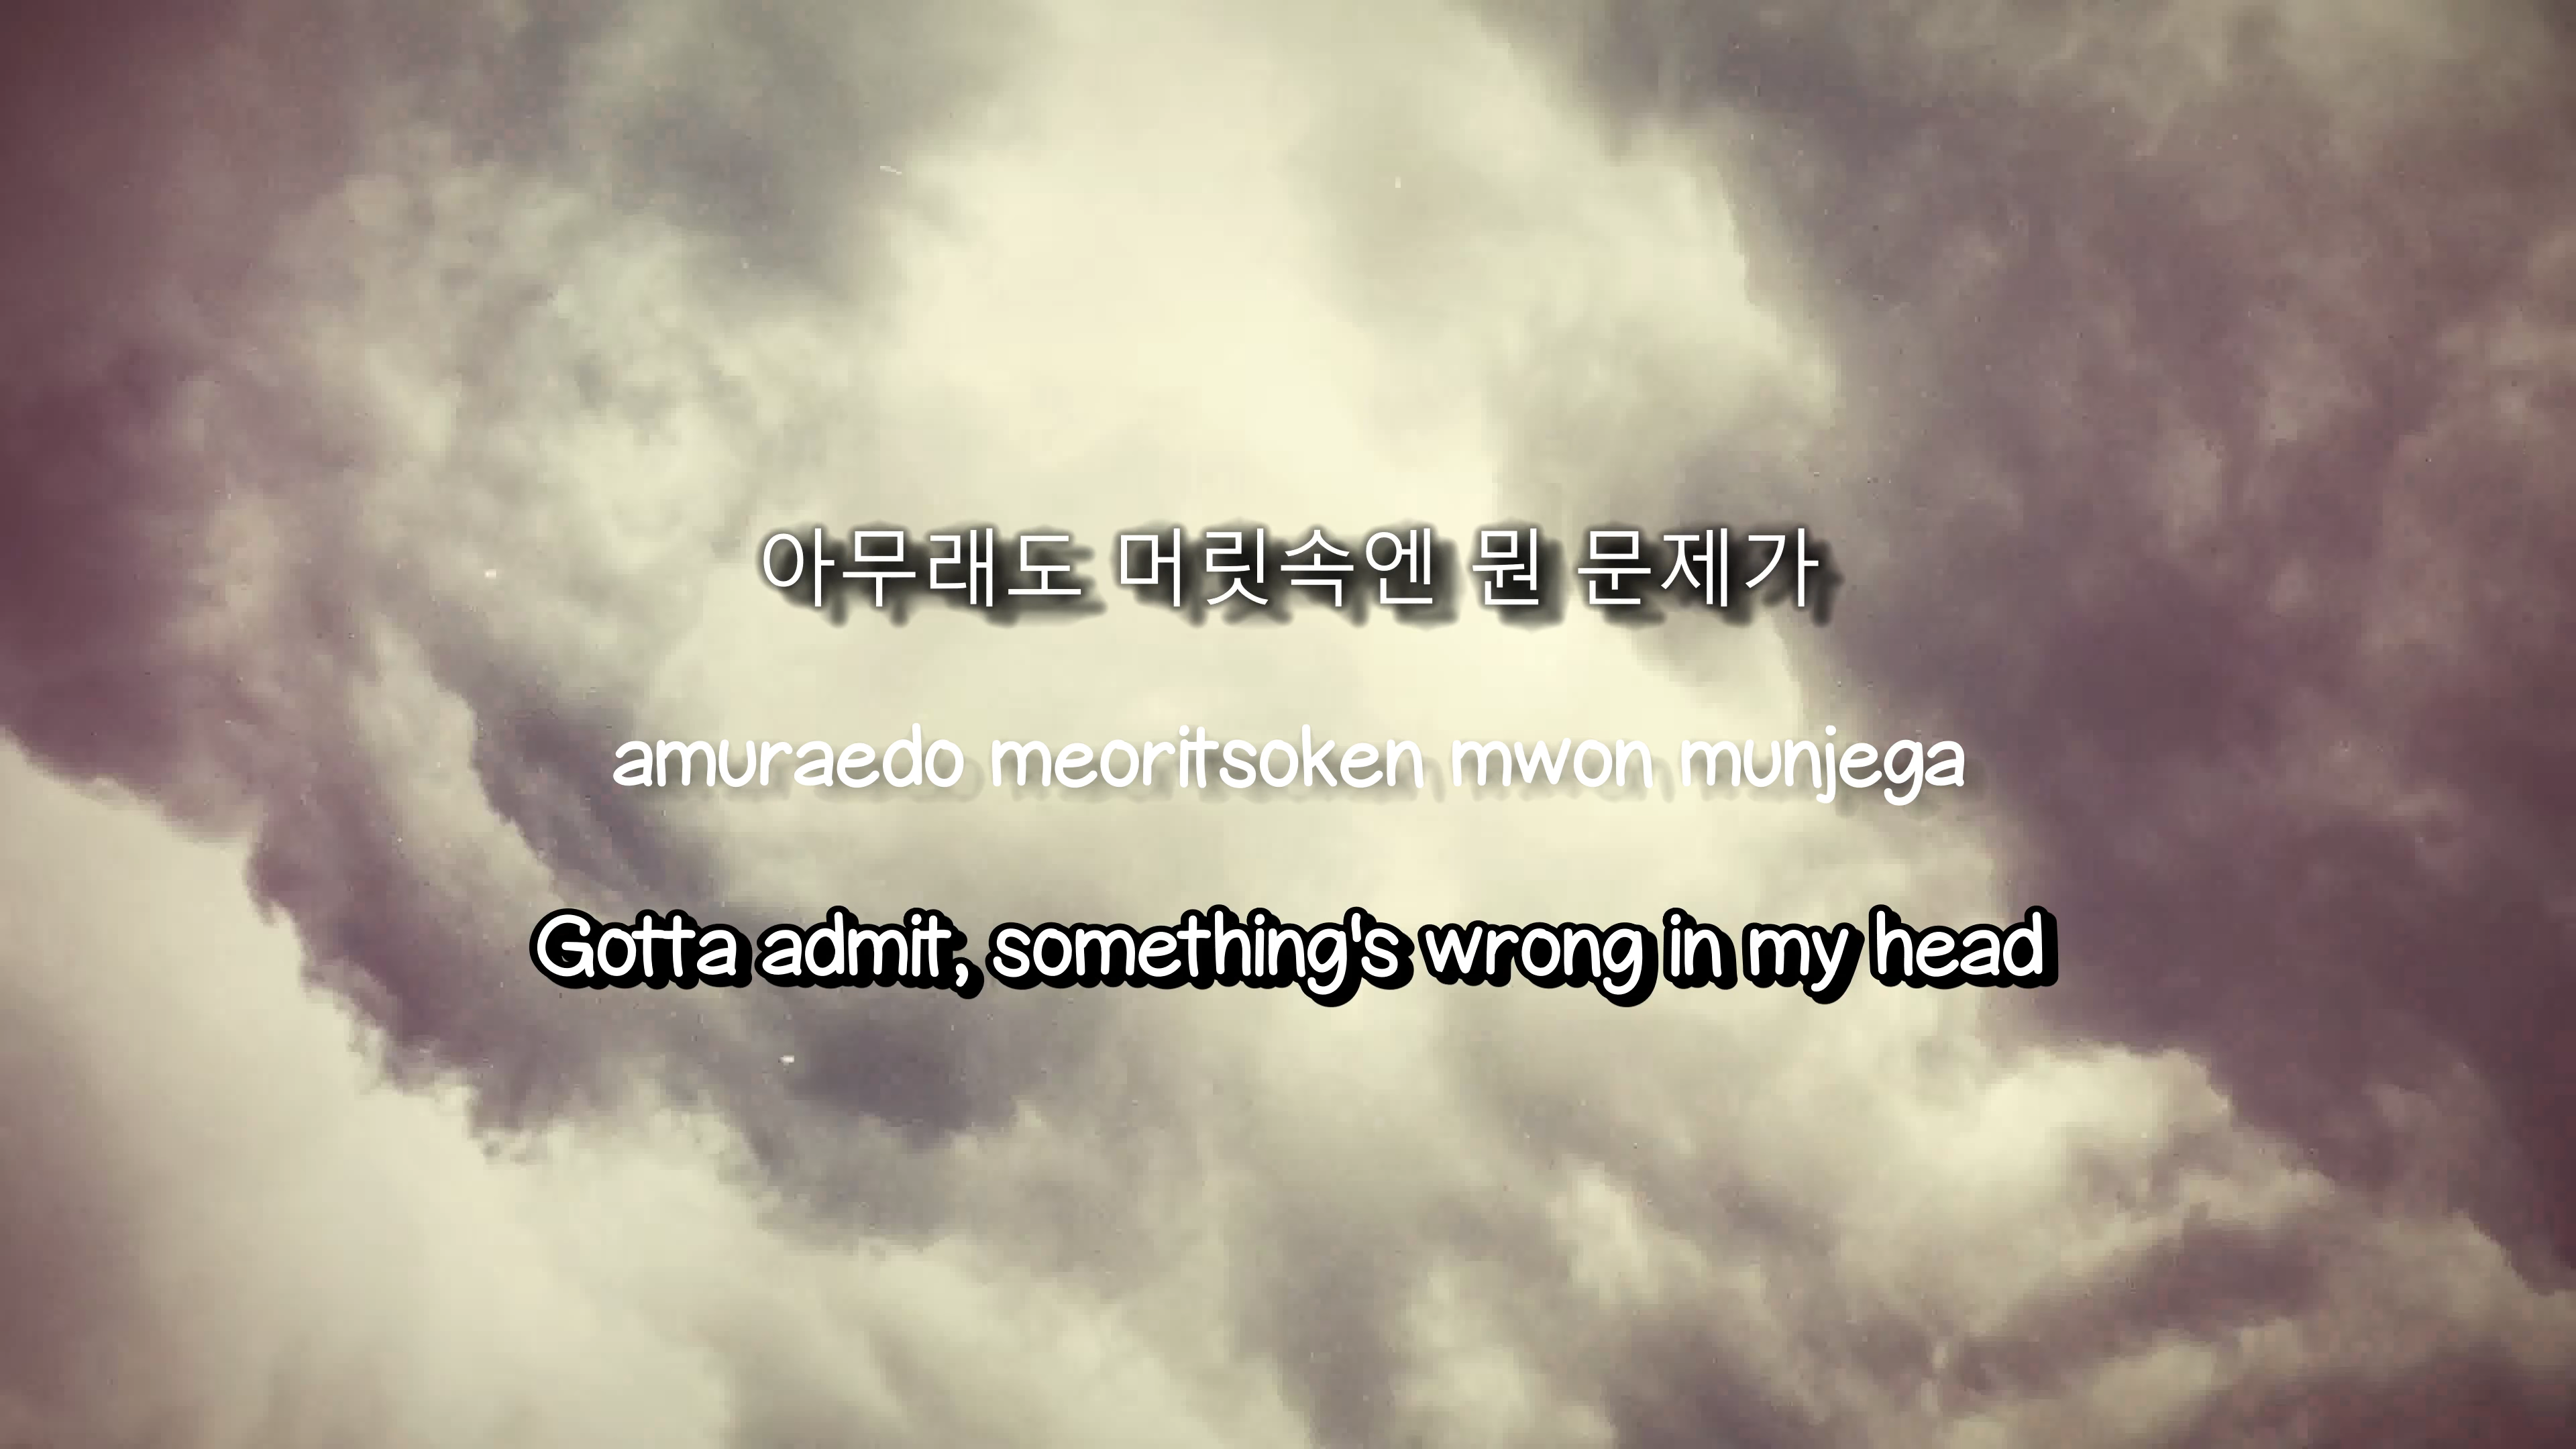 아무래도 머릿속엔 뭔 문제가
amuraedo meoritsoken mwon munjega
Gotta admit, something's wrong in my head